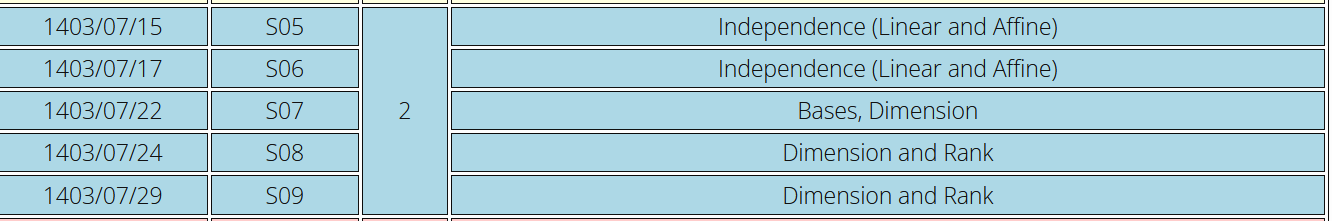 1403/07/15 S05 Independence (Linear and Affine)
1403/07/17 S06 Independence (Linear and Affine)
1403/07/22 S07 2 Bases, Dimension
1403/07/24 S08 Dimension and Rank
1403/07/29 S09 Dimension and Rank